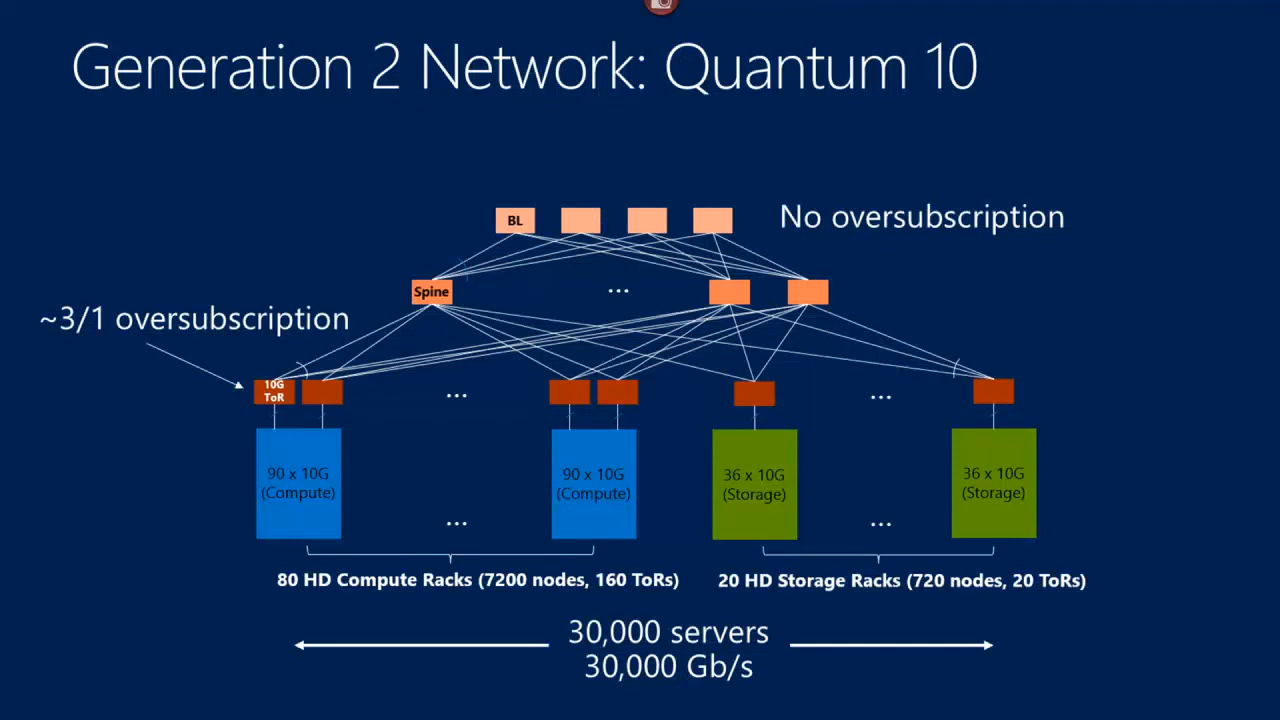 Generation 2 Network: Quantum 10
BL
No oversubscription
Spine
...
~3/1 oversubscription
10G
ToR
...
...
90 x 10G
(Compute)
90 x 10G
(Compute)
36 x 10G
(Storage)
36 x 10G
(Storage)
...
...
80 HD Compute Racks (7200 nodes, 160 ToRs)
20 HD Storage Racks (720 nodes, 20 ToRs)
30,000 servers
30,000 Gb/s